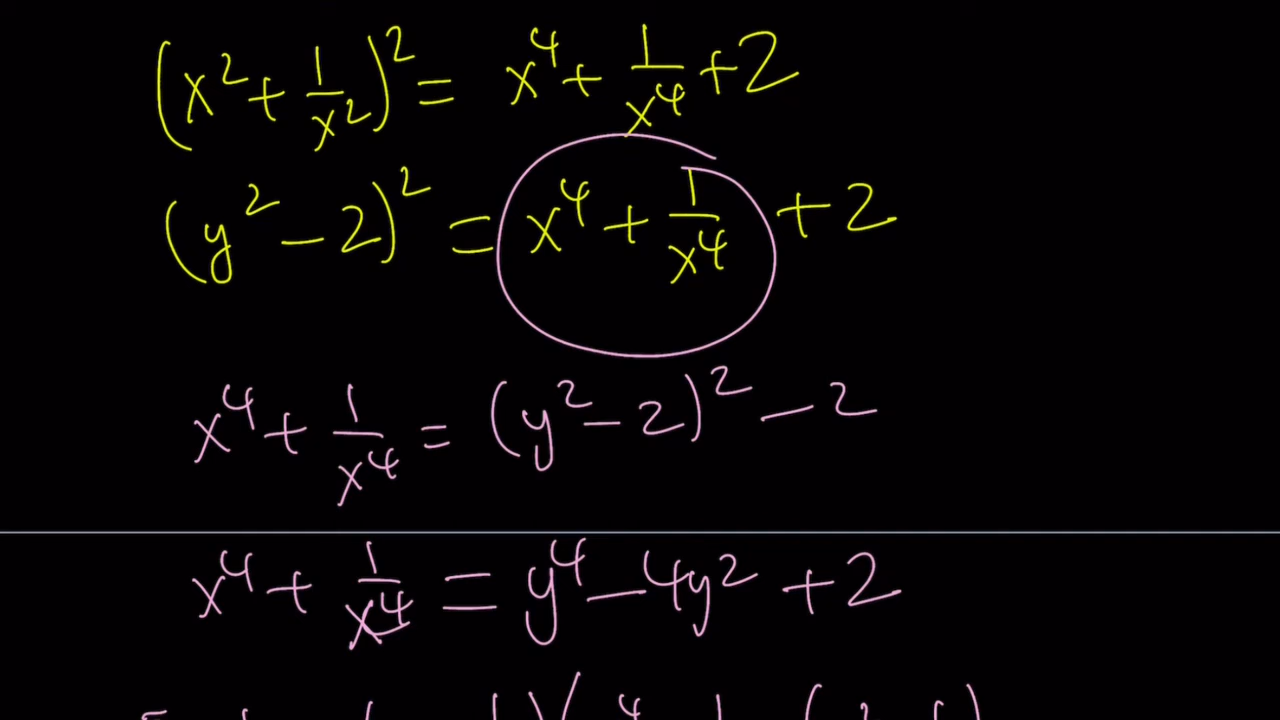 (x² + 1/x²)² = x⁴ + 1/x⁴ + 2
(y² − 2)² = x⁴ + 1/x⁴ + 2
x⁴ + 1/x⁴ = (y² − 2)² − 2
x⁴ + 1/x⁴ = y⁴ − 4y² + 2